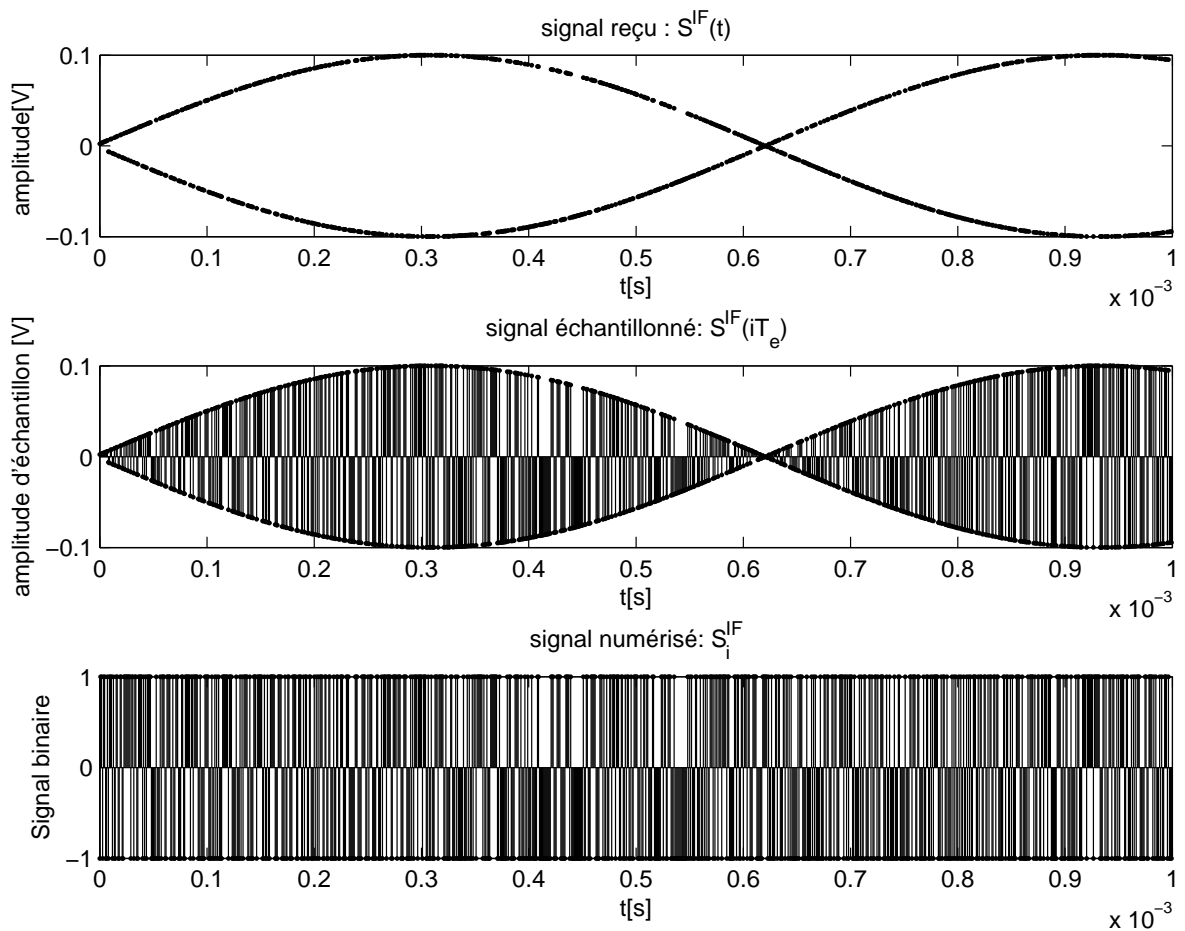 signal reçu : S^IF(t)
amplitude[V]
0.1
0
−0.1
0 0.1 0.2 0.3 0.4 0.5 0.6 0.7 0.8 0.9 1
t[s]
x 10^−3
signal échantillonné: S^IF(iT_e)
amplitude d'échantillon [V]
0.1
0
−0.1
0 0.1 0.2 0.3 0.4 0.5 0.6 0.7 0.8 0.9 1
t[s]
x 10^−3
signal numérisé: S_i^IF
Signal binaire
1
0
−1
0 0.1 0.2 0.3 0.4 0.5 0.6 0.7 0.8 0.9 1
t[s]
x 10^−3